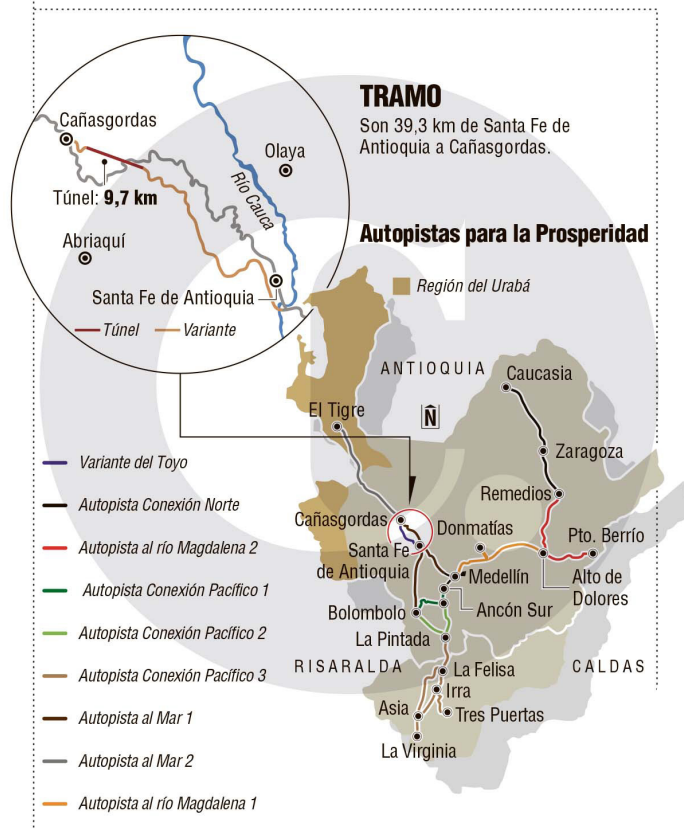 TRAMO
Son 39,3 km de Santa Fe de
Antioquia a Cañasgordas.
Cañasgordas
Olaya
Río Cauca
Túnel: 9,7 km
Abriaquí
Santa Fe de Antioquia
Túnel
Variante
Autopistas para la Prosperidad
Región del Urabá
ANTIOQUIA
Caucasia
El Tigre
N
Zaragoza
Remedios
Cañasgordas
Donmatías
Pto. Berrío
Santa Fe
de Antioquia
Medellín
Alto de
Dolores
Bolombolo
Ancón Sur
La Pintada
RISARALDA
La Felisa
CALDAS
Irra
Asia
Tres Puertas
La Virginia
Variante del Toyo
Autopista Conexión Norte
Autopista al río Magdalena 2
Autopista Conexión Pacífico 1
Autopista Conexión Pacífico 2
Autopista Conexión Pacífico 3
Autopista al Mar 1
Autopista al Mar 2
Autopista al río Magdalena 1